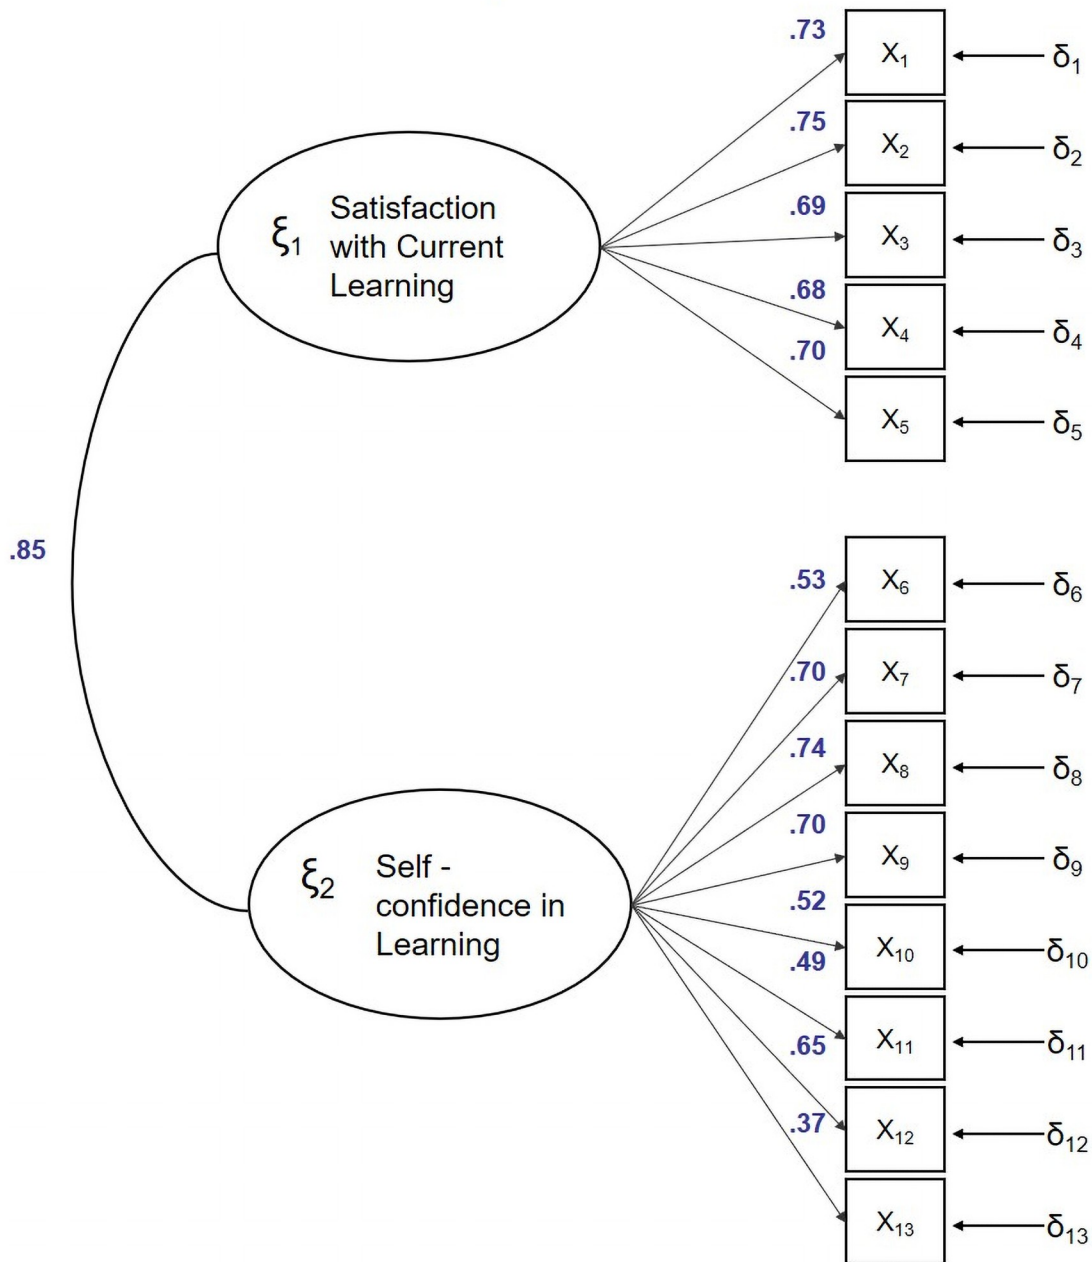 .73
X₁
δ₁
.75
X₂
δ₂
.69
X₃
δ₃
.68
X₄
δ₄
.70
X₅
δ₅
ξ₁
Satisfaction
with Current
Learning
.85
.53
X₆
δ₆
.70
X₇
δ₇
.74
X₈
δ₈
.70
X₉
δ₉
.52
X₁₀
δ₁₀
.49
X₁₁
δ₁₁
.65
X₁₂
δ₁₂
.37
X₁₃
δ₁₃
ξ₂
Self -
confidence in
Learning